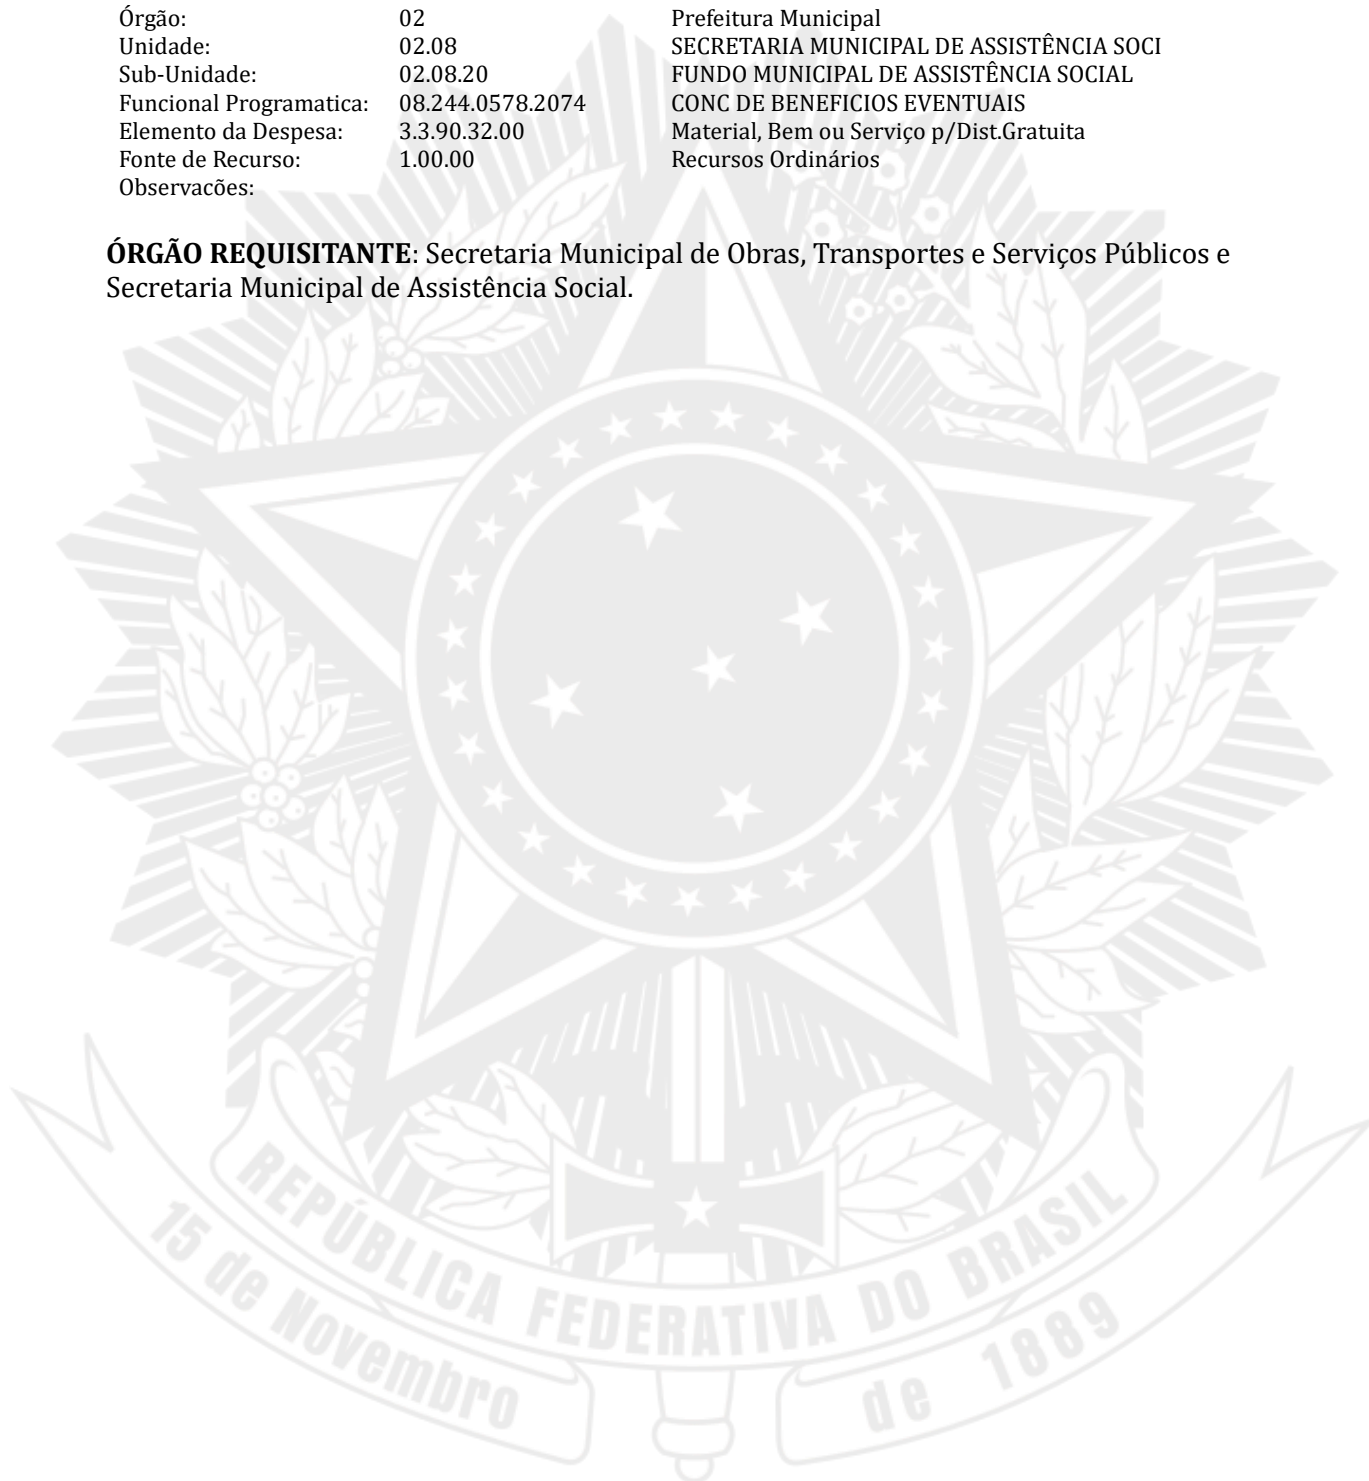 Órgão: 02 Prefeitura Municipal
Unidade: 02.08 SECRETARIA MUNICIPAL DE ASSISTÊNCIA SOCI
Sub-Unidade: 02.08.20 FUNDO MUNICIPAL DE ASSISTÊNCIA SOCIAL
Funcional Programatica: 08.244.0578.2074 CONC DE BENEFICIOS EVENTUAIS
Elemento da Despesa: 3.3.90.32.00 Material, Bem ou Serviço p/Dist.Gratuita
Fonte de Recurso: 1.00.00 Recursos Ordinários
Observacões:
ÓRGÃO REQUISITANTE: Secretaria Municipal de Obras, Transportes e Serviços Públicos e
Secretaria Municipal de Assistência Social.
REPÚBLICA FEDERATIVA DO BRASIL
15 de Novembro de 1889